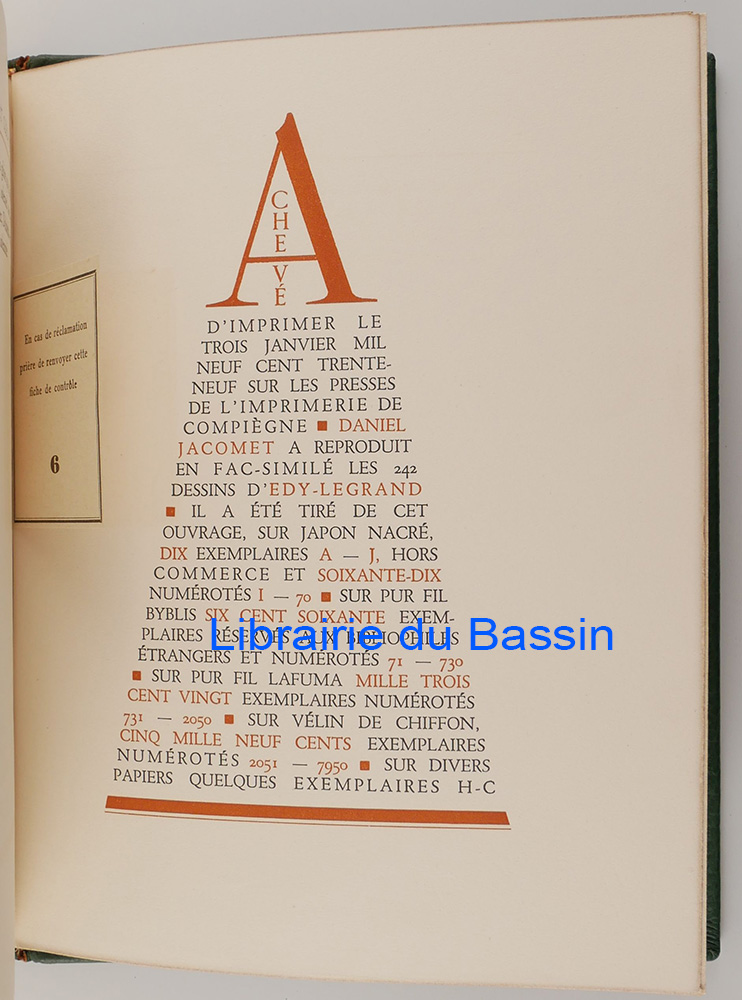 ACHEVÉ
D'IMPRIMER LE
TROIS JANVIER MIL
NEUF CENT TRENTE-
NEUF SUR LES PRESSES
DE L'IMPRIMERIE DE
COMPIÈGNE ■ DANIEL
JACOMET A REPRODUIT
EN FAC-SIMILÉ LES 242
DESSINS D'EDY-LEGRAND
■ IL A ÉTÉ TIRÉ DE CET
OUVRAGE, SUR JAPON NACRÉ,
DIX EXEMPLAIRES A — J, HORS
COMMERCE ET SOIXANTE-DIX
NUMÉROTÉS I — 70 ■ SUR PUR FIL
BYBLIS SIX CENT SOIXANTE EXEM-
PLAIRES RÉSERVÉS AUX BIBLIOPHILES
ÉTRANGERS ET NUMÉROTÉS 71 — 730
■ SUR PUR FIL LAFUMA MILLE TROIS
CENT VINGT EXEMPLAIRES NUMÉROTÉS
731 — 2050 ■ SUR VÉLIN DE CHIFFON,
CINQ MILLE NEUF CENTS EXEMPLAIRES
NUMÉROTÉS 2051 — 7950 ■ SUR DIVERS
PAPIERS QUELQUES EXEMPLAIRES H-C
En cas de réclamation
prière de renvoyer cette
fiche de contrôle
6
Librairie du Bassin